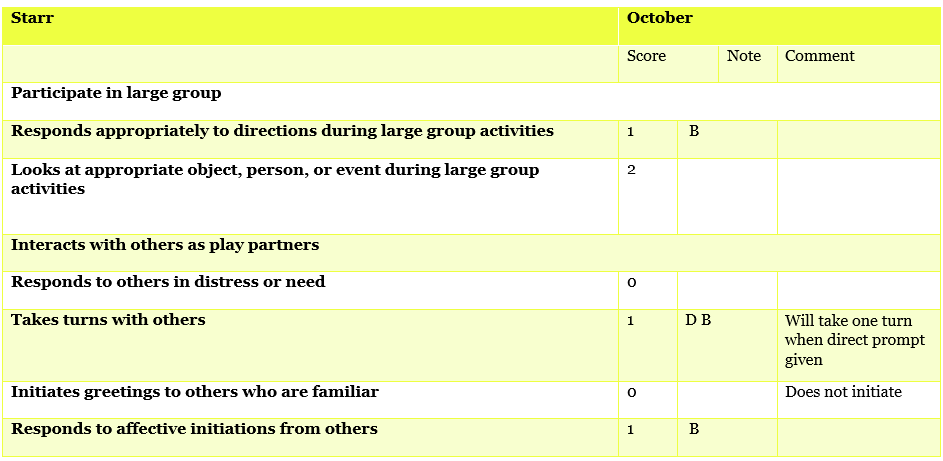 Starr October
Score Note Comment
Participate in large group
Responds appropriately to directions during large group activities 1 B
Looks at appropriate object, person, or event during large group 2
activities
Interacts with others as play partners
Responds to others in distress or need 0
Takes turns with others 1 D B Will take one turn
when direct prompt
given
Initiates greetings to others who are familiar 0 Does not initiate
Responds to affective initiations from others 1 B